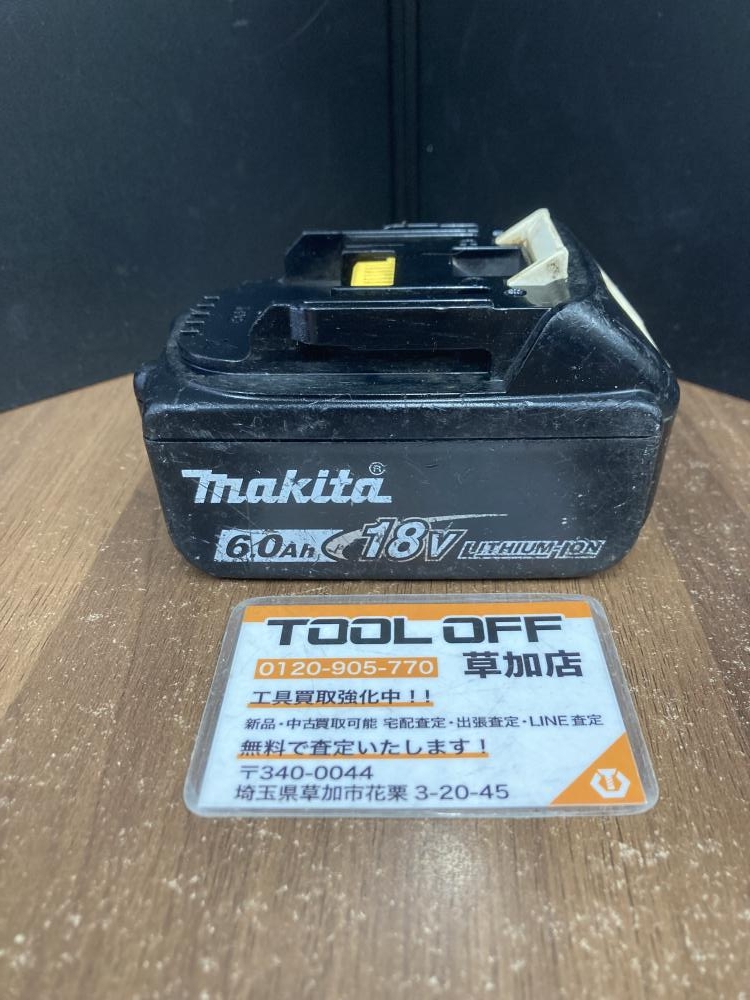 makita®
6.0Ah 18V LITHIUM-ION
TOOL OFF
0120-905-770 草加店
工具買取強化中！！
新品・中古買取可能 宅配査定・出張査定・LINE査定
無料で査定いたします！
〒340-0044
埼玉県草加市花栗3-20-45